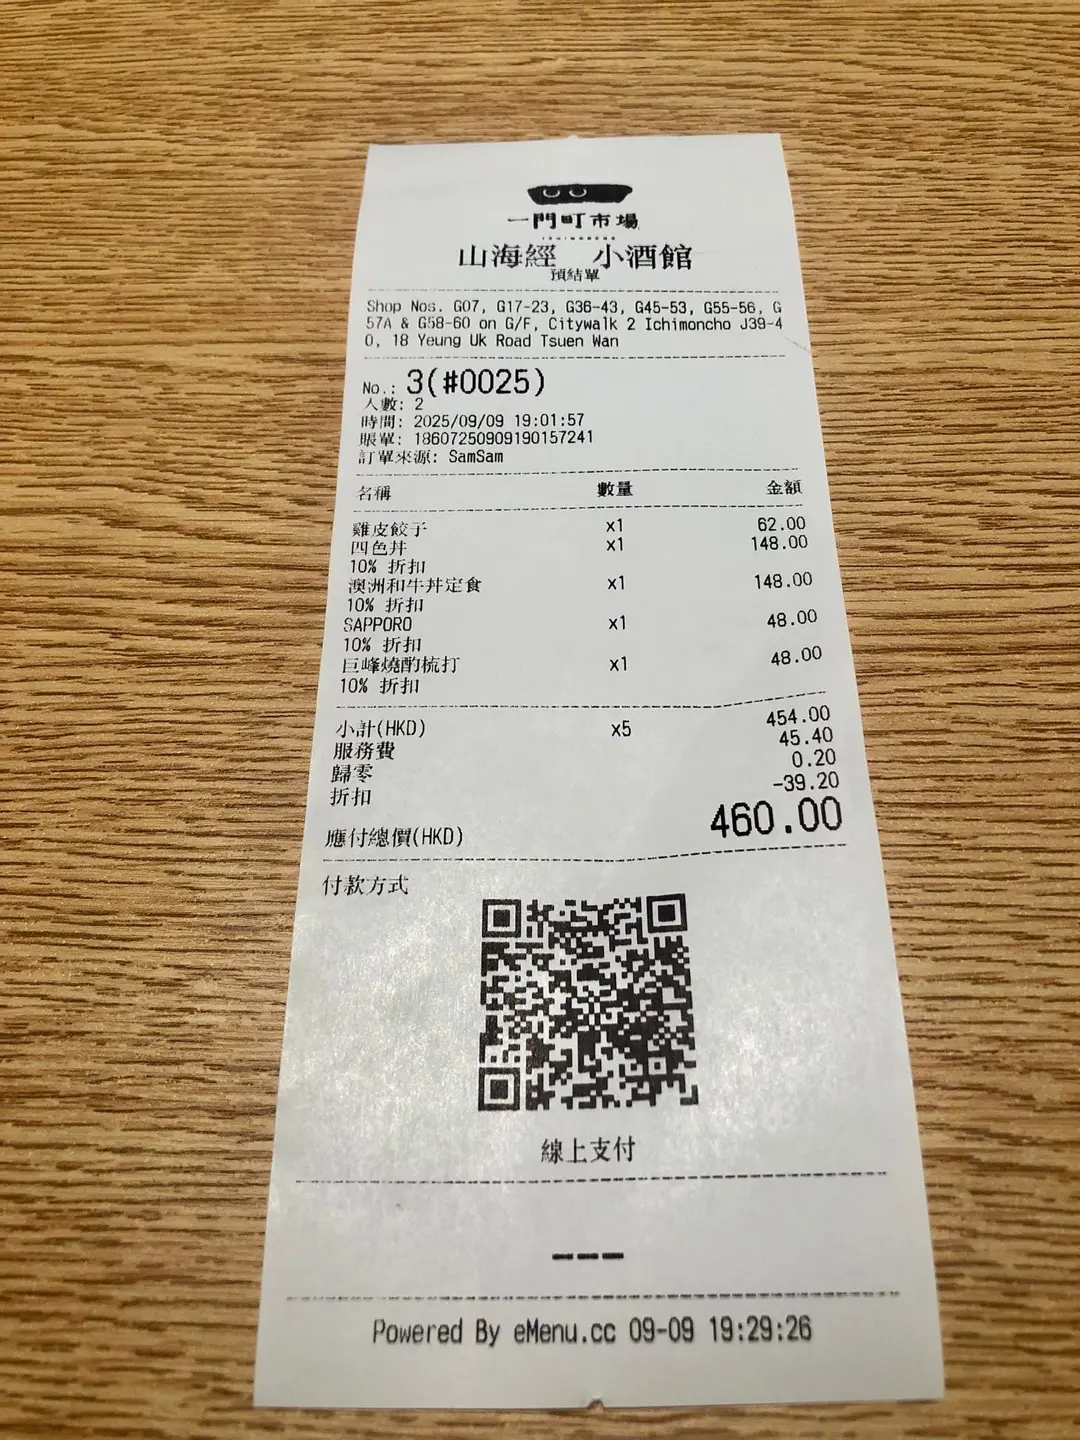 一門町市場
山海經 小酒館
預結單
Shop Nos. G07, G17-23, G36-43, G45-53, G55-56, G
57A & G58-60 on G/F, Citywalk 2 Ichimoncho J39-4
0, 18 Yeung Uk Road Tsuen Wan
No.: 3(#0025)
人數: 2
時間: 2025/09/09 19:01:57
賬單: 18607250909190157241
訂單來源: SamSam
名稱 數量 金額
雞皮餃子 x1 62.00
四色丼 x1 148.00
10% 折扣
澳洲和牛丼定食 x1 148.00
10% 折扣
SAPPORO x1 48.00
10% 折扣
巨峰燒酌梳打 x1 48.00
10% 折扣
小計(HKD) x5 454.00
服務費 45.40
歸零 0.20
折扣 -39.20
應付總價(HKD) 460.00
付款方式
線上支付
---
Powered By eMenu.cc 09-09 19:29:26